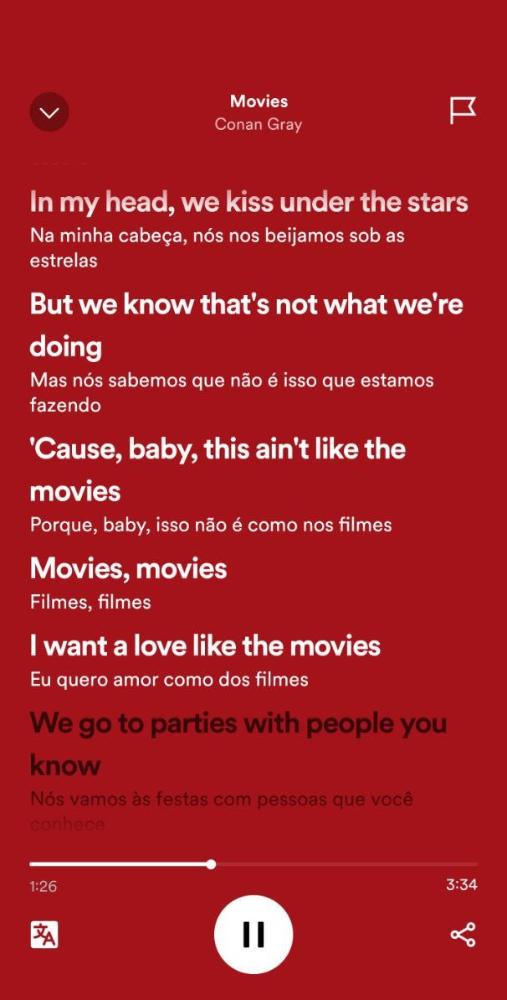 Movies
Conan Gray
In my head, we kiss under the stars
Na minha cabeça, nós nos beijamos sob as
estrelas
But we know that's not what we're
doing
Mas nós sabemos que não é isso que estamos
fazendo
'Cause, baby, this ain't like the
movies
Porque, baby, isso não é como nos filmes
Movies, movies
Filmes, filmes
I want a love like the movies
Eu quero amor como dos filmes
We go to parties with people you
know
Nós vamos às festas com pessoas que você
conhece
1:26
3:34
文A